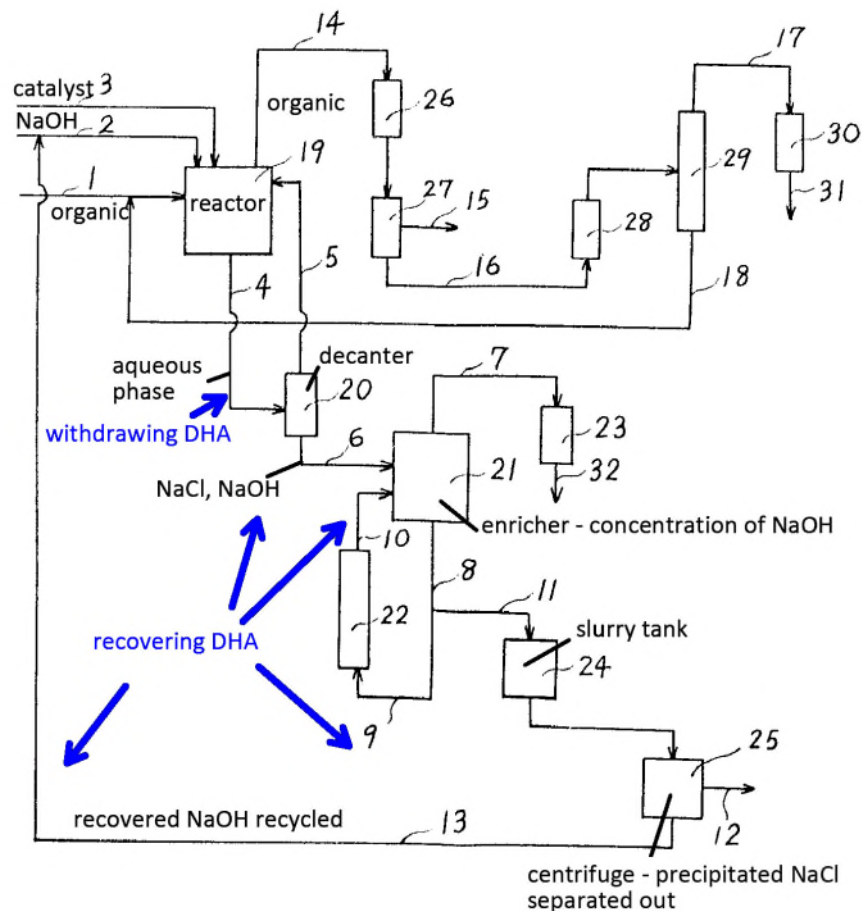 14
17
catalyst 3
organic
26
NaOH
2
19
30
1
29
27
reactor
15
31
organic
28
5
4
16
18
decanter
7
aqueous
phase
20
withdrawing DHA
6
23
21
NaCl, NaOH
32
10
enricher - concentration of NaOH
8
11
22
recovering DHA
slurry tank
24
9
25
recovered NaOH recycled
13
12
centrifuge - precipitated NaCl
separated out